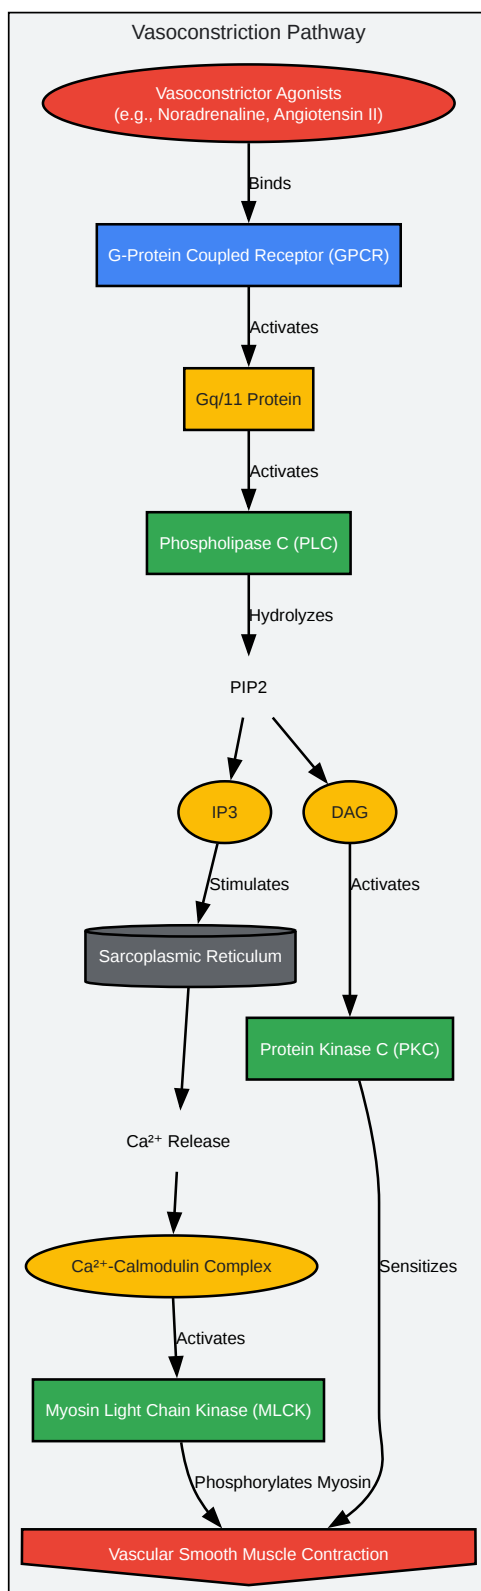 Vasoconstriction Pathway
Vasoconstrictor Agonists
(e.g., Noradrenaline, Angiotensin II)
Binds
G-Protein Coupled Receptor (GPCR)
Activates
Gq/11 Protein
Activates
Phospholipase C (PLC)
Hydrolyzes
PIP2
IP3
DAG
Stimulates
Activates
Sarcoplasmic Reticulum
Protein Kinase C (PKC)
Ca²⁺ Release
Ca²⁺-Calmodulin Complex
Sensitizes
Activates
Myosin Light Chain Kinase (MLCK)
Phosphorylates Myosin
Vascular Smooth Muscle Contraction